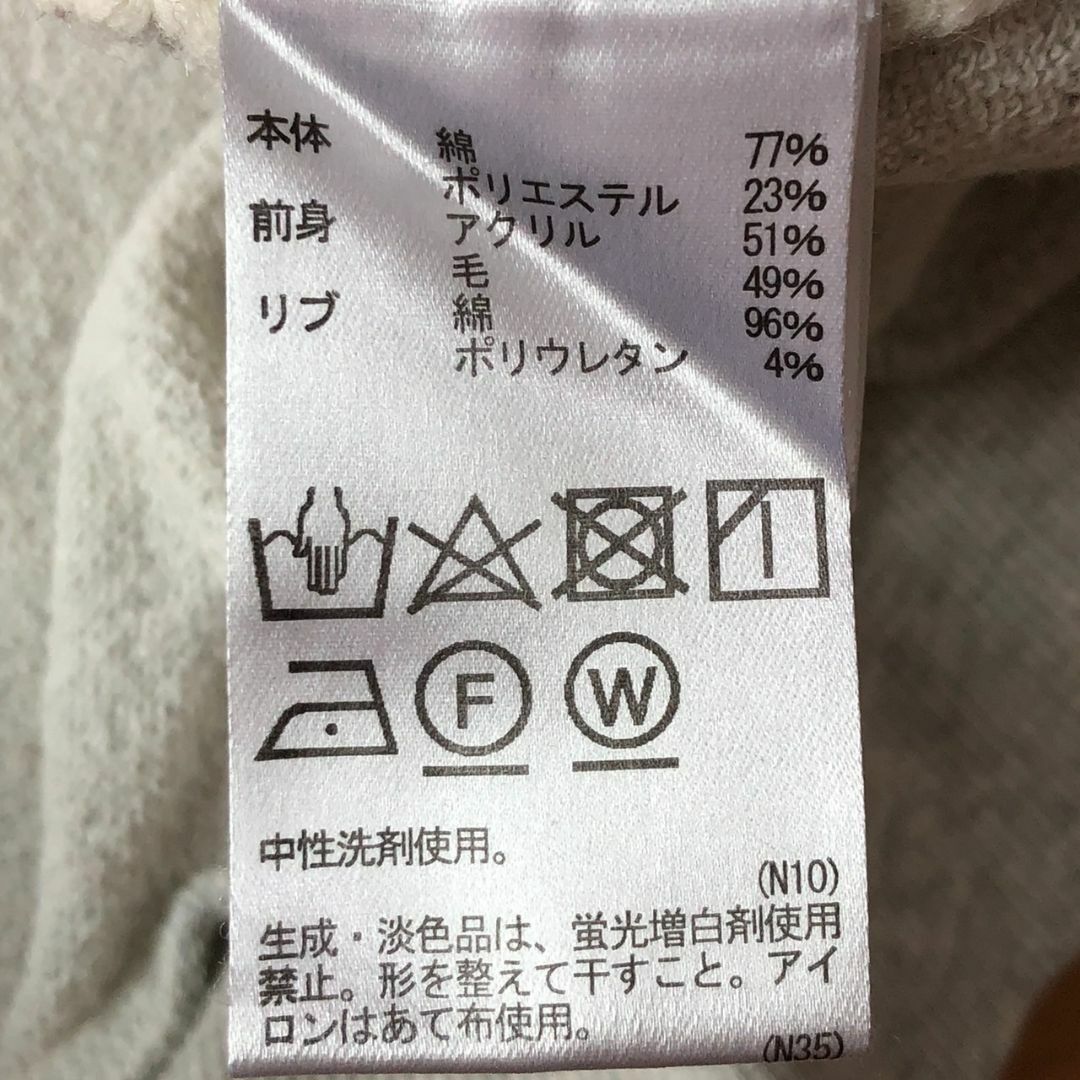 本体 綿 77%
ポリエステル 23%
前身 アクリル 51%
毛 49%
リブ 綿 96%
ポリウレタン 4%
F W
中性洗剤使用。
(N10)
生成・淡色品は、蛍光増白剤使用
禁止。形を整えて干すこと。アイ
ロンはあて布使用。
(N35)